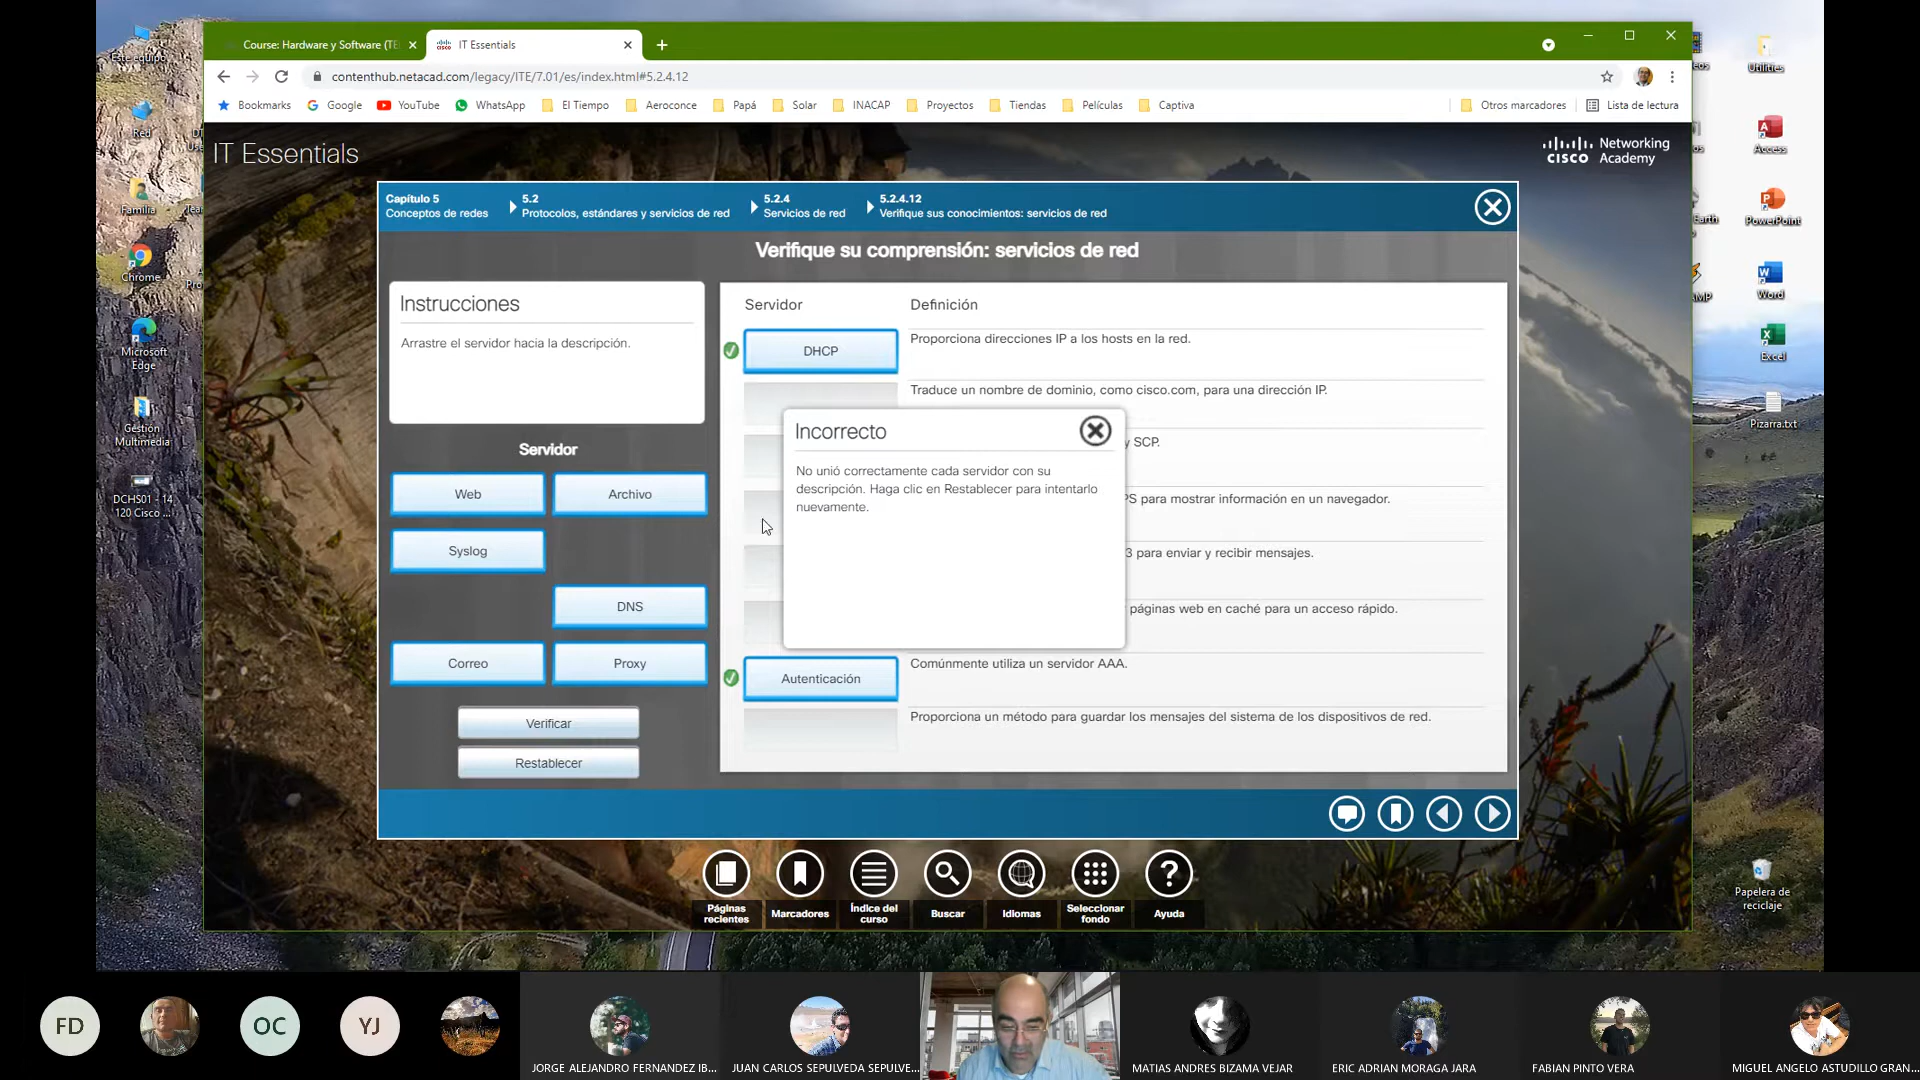 Course: Hardware y Software (TE
IT Essentials
contenthub.netacad.com/legacy/ITE/7.01/es/index.html#5.2.4.12
Bookmarks
Google
YouTube
WhatsApp
El Tiempo
Aeroconce
Papá
Solar
INACAP
Proyectos
Tiendas
Películas
Captiva
Otros marcadores
Lista de lectura
IT Essentials
CISCO
Networking
Academy
Capítulo 5
Conceptos de redes
5.2
Protocolos, estándares y servicios de red
5.2.4
Servicios de red
5.2.4.12
Verifique sus conocimientos: servicios de red
Verifique su comprensión: servicios de red
Instrucciones
Arrastre el servidor hacia la descripción.
Servidor
Web
Archivo
Syslog
DNS
Correo
Proxy
Verificar
Restablecer
Servidor
Definición
DHCP
Proporciona direcciones IP a los hosts en la red.
Traduce un nombre de dominio, como cisco.com, para una dirección IP.
y SCP.
PS para mostrar información en un navegador.
3 para enviar y recibir mensajes.
páginas web en caché para un acceso rápido.
Autenticación
Comúnmente utiliza un servidor AAA.
Proporciona un método para guardar los mensajes del sistema de los dispositivos de red.
Incorrecto
No unió correctamente cada servidor con su
descripción. Haga clic en Restablecer para intentarlo
nuevamente.
Páginas
recientes
Marcadores
Índice del
curso
Buscar
Idiomas
Seleccionar
fondo
Ayuda
Este equipo
Red
Familia
Chrome
Microsoft
Edge
Gestión
Multimedia
DCHS01 - 14
120 Cisco ...
Utilities
Access
PowerPoint
Word
Excel
Pizarra.txt
Papelera de
reciclaje
FD
OC
YJ
JORGE ALEJANDRO FERNANDEZ IB...
JUAN CARLOS SEPULVEDA SEPULVE...
MATIAS ANDRES BIZAMA VEJAR
ERIC ADRIAN MORAGA JARA
FABIAN PINTO VERA
MIGUEL ANGELO ASTUDILLO GRAN...